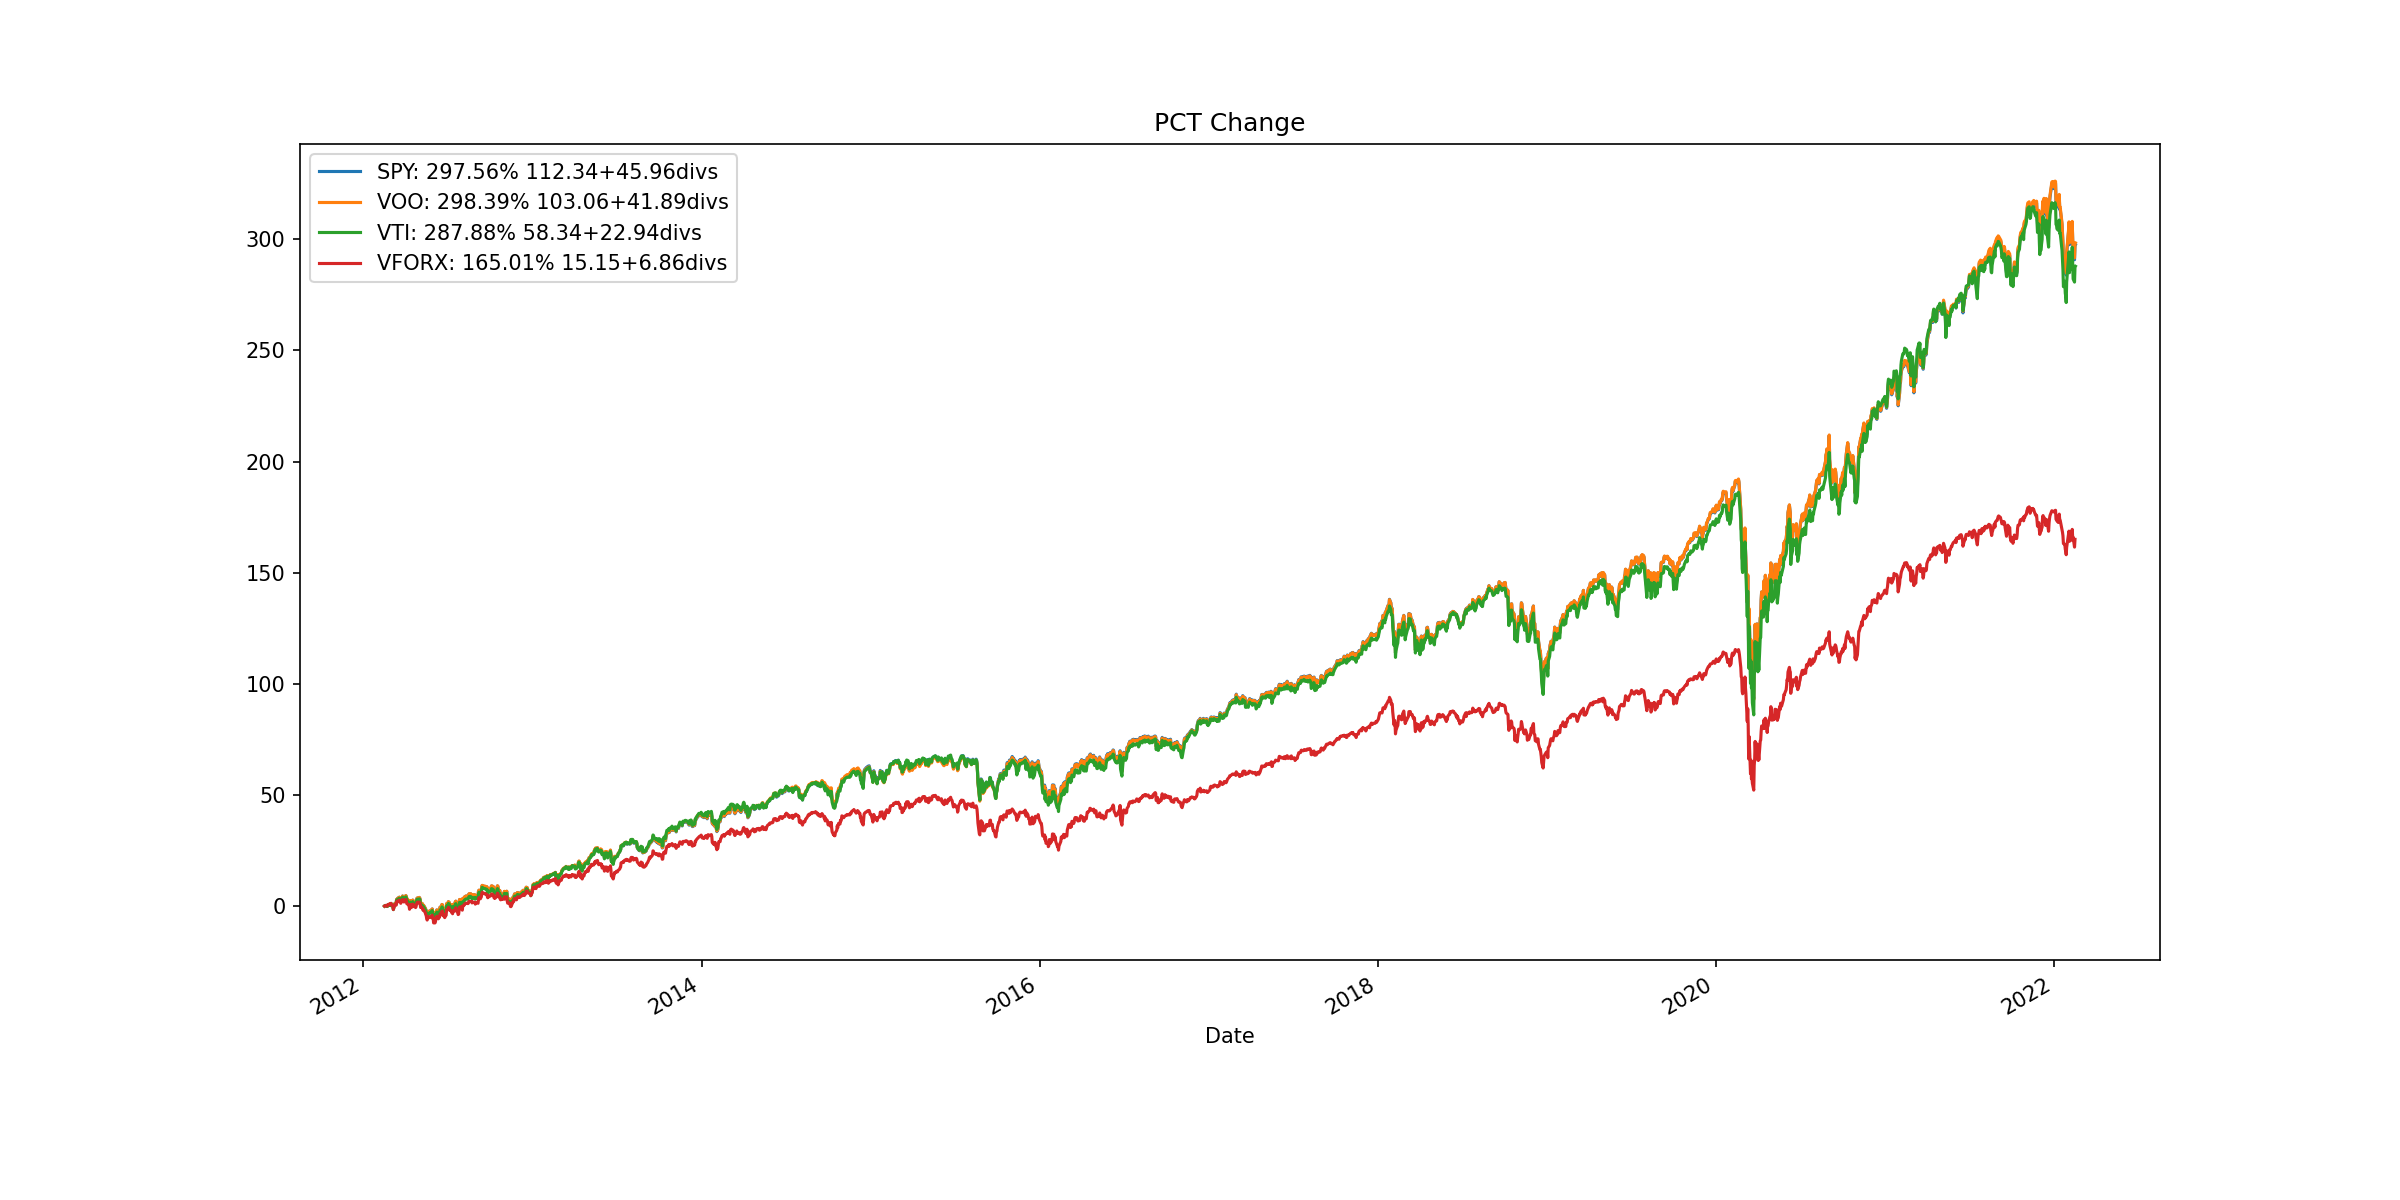 PCT Change
SPY: 297.56% 112.34+45.96divs
VOO: 298.39% 103.06+41.89divs
VTI: 287.88% 58.34+22.94divs
VFORX: 165.01% 15.15+6.86divs
300
250
200
150
100
50
0
2012 2014 2016 2018 2020 2022
Date